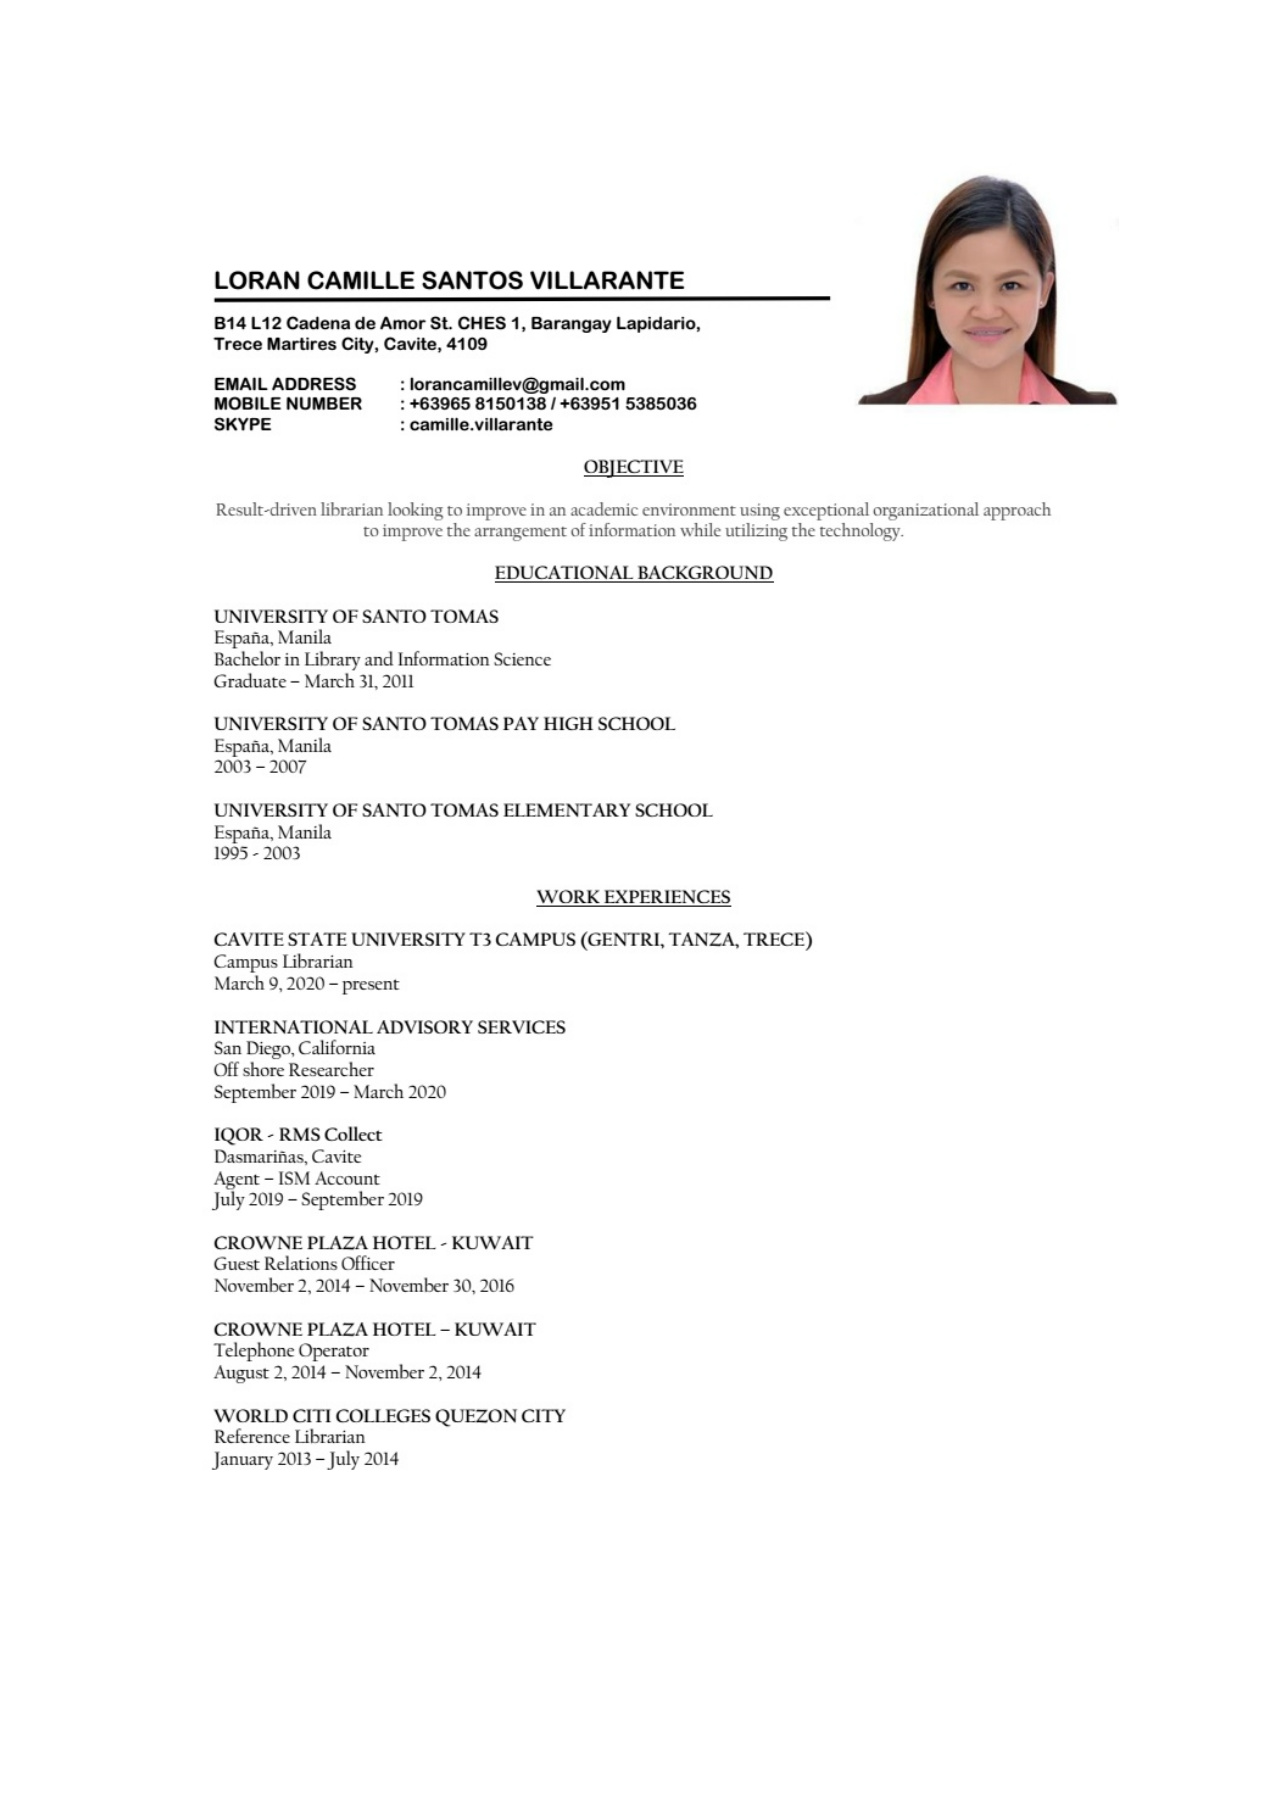 LORAN CAMILLE SANTOS VILLARANTE
B14 L12 Cadena de Amor St. CHES 1, Barangay Lapidario,
Trece Martires City, Cavite, 4109
EMAIL ADDRESS : lorancamillev@gmail.com
MOBILE NUMBER : +63965 8150138 / +63951 5385036
SKYPE : camille.villarante
OBJECTIVE
Result-driven librarian looking to improve in an academic environment using exceptional organizational approach
to improve the arrangement of information while utilizing the technology.
EDUCATIONAL BACKGROUND
UNIVERSITY OF SANTO TOMAS
España, Manila
Bachelor in Library and Information Science
Graduate – March 31, 2011
UNIVERSITY OF SANTO TOMAS PAY HIGH SCHOOL
España, Manila
2003 – 2007
UNIVERSITY OF SANTO TOMAS ELEMENTARY SCHOOL
España, Manila
1995 - 2003
WORK EXPERIENCES
CAVITE STATE UNIVERSITY T3 CAMPUS (GENTRI, TANZA, TRECE)
Campus Librarian
March 9, 2020 – present
INTERNATIONAL ADVISORY SERVICES
San Diego, California
Off shore Researcher
September 2019 – March 2020
IQOR - RMS Collect
Dasmariñas, Cavite
Agent – ISM Account
July 2019 – September 2019
CROWNE PLAZA HOTEL - KUWAIT
Guest Relations Officer
November 2, 2014 – November 30, 2016
CROWNE PLAZA HOTEL – KUWAIT
Telephone Operator
August 2, 2014 – November 2, 2014
WORLD CITI COLLEGES QUEZON CITY
Reference Librarian
January 2013 – July 2014